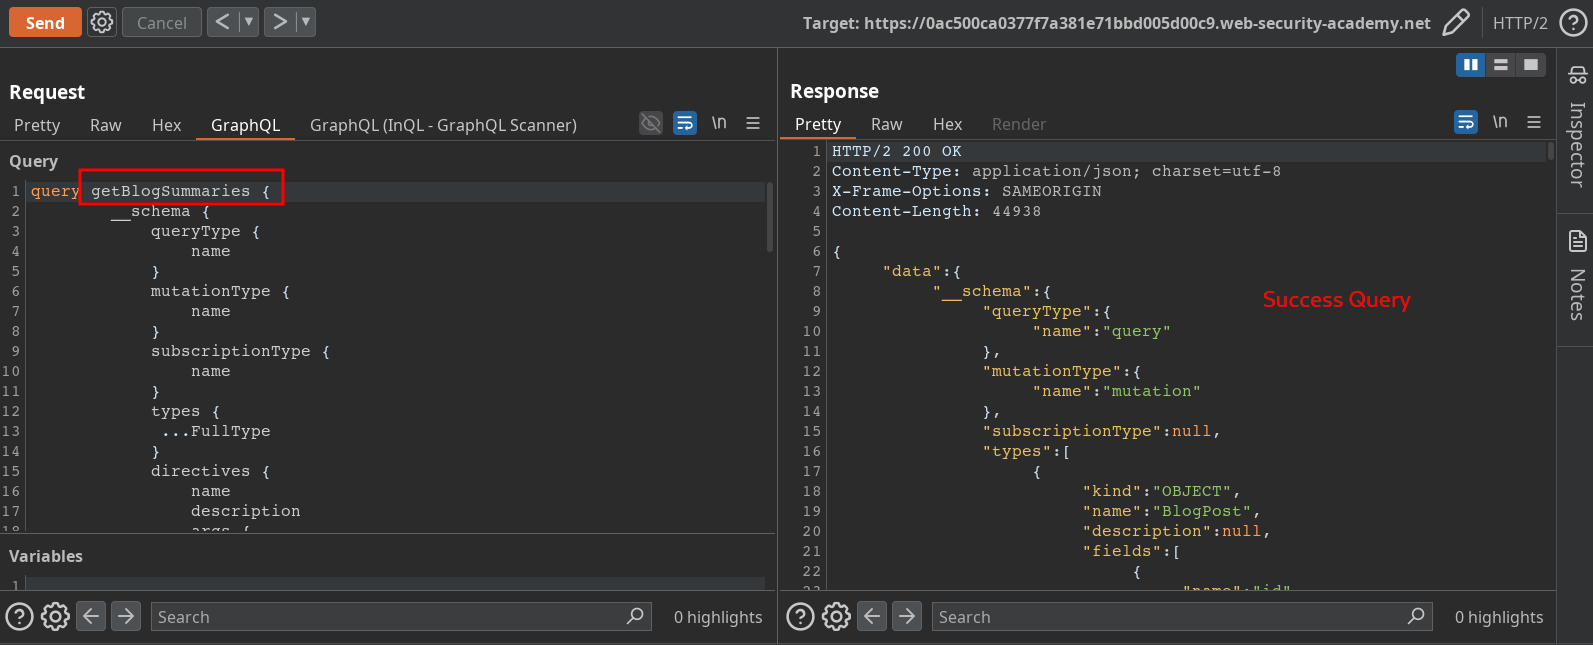 Send Cancel < > Target: https://0ac500ca0377f7a381e71bbd005d00c9.web-security-academy.net HTTP/2
Request
Pretty Raw Hex GraphQL GraphQL (InQL - GraphQL Scanner) \n
Query
1 query getBlogSummaries {
2 __schema {
3 queryType {
4 name
5 }
6 mutationType {
7 name
8 }
9 subscriptionType {
10 name
11 }
12 types {
13 ...FullType
14 }
15 directives {
16 name
17 description
18 args {
Variables
1
Search 0 highlights
Response
Pretty Raw Hex Render \n
1 HTTP/2 200 OK
2 Content-Type: application/json; charset=utf-8
3 X-Frame-Options: SAMEORIGIN
4 Content-Length: 44938
5
6 {
7 "data":{
8 "__schema":{
Success Query
9 "queryType":{
10 "name":"query"
11 },
12 "mutationType":{
13 "name":"mutation"
14 },
15 "subscriptionType":null,
16 "types":[
17 {
18 "kind":"OBJECT",
19 "name":"BlogPost",
20 "description":null,
21 "fields":[
22 {
23 "name":"id"
Search 0 highlights
Inspector
Notes